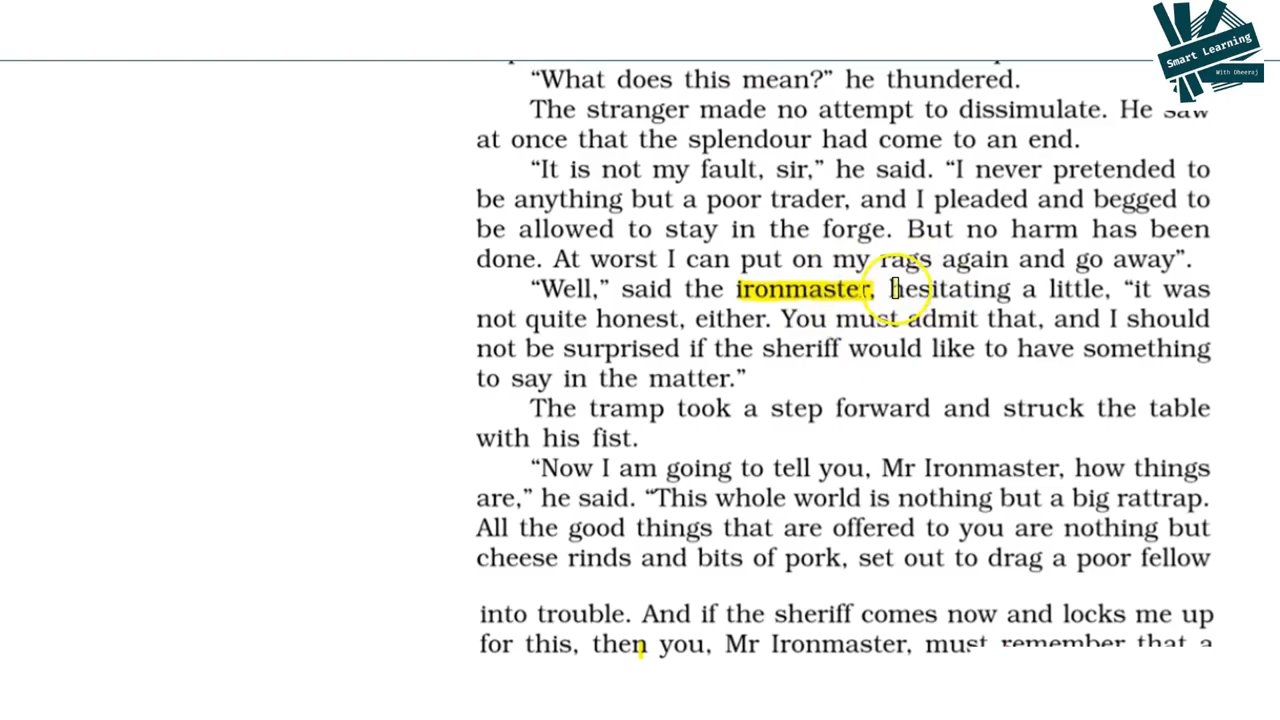 Smart Learning
With Dheeraj
“What does this mean?” he thundered.
The stranger made no attempt to dissimulate. He saw
at once that the splendour had come to an end.
“It is not my fault, sir,” he said. “I never pretended to
be anything but a poor trader, and I pleaded and begged to
be allowed to stay in the forge. But no harm has been
done. At worst I can put on my rags again and go away”.
“Well,” said the ironmaster, hesitating a little, “it was
not quite honest, either. You must admit that, and I should
not be surprised if the sheriff would like to have something
to say in the matter.”
The tramp took a step forward and struck the table
with his fist.
“Now I am going to tell you, Mr Ironmaster, how things
are,” he said. “This whole world is nothing but a big rattrap.
All the good things that are offered to you are nothing but
cheese rinds and bits of pork, set out to drag a poor fellow
into trouble. And if the sheriff comes now and locks me up
for this, then you, Mr Ironmaster, must remember that a